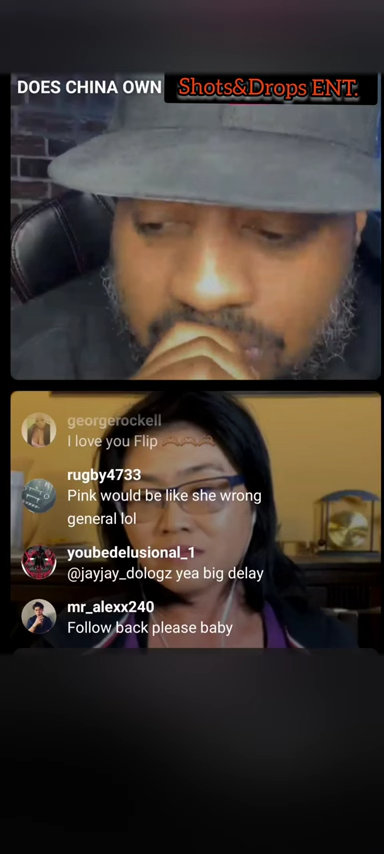 DOES CHINA OWN
Shots&Drops ENT.
georgerockell
I love you Flip
rugby4733
Pink would be like she wrong
general lol
youbedelusional_1
@jayjay_dologz yea big delay
mr_alexx240
Follow back please baby